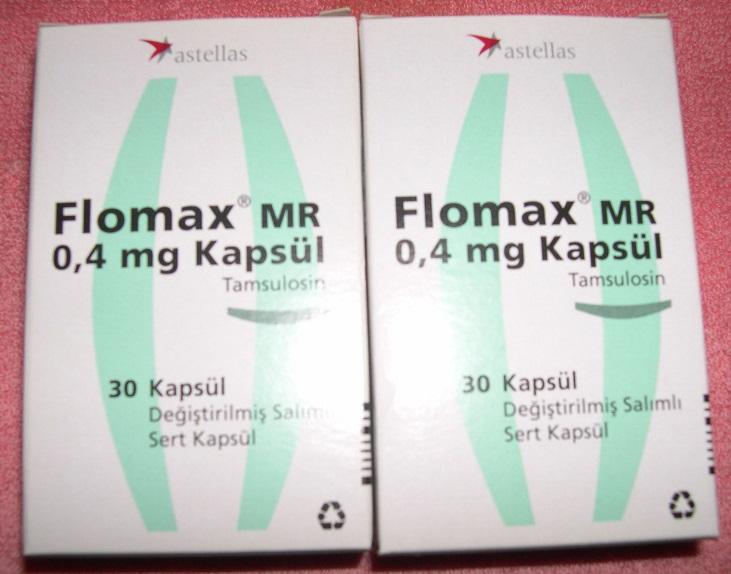 astellas
Flomax® MR
0,4 mg Kapsül
Tamsulosin
30 Kapsül
Değiştirilmiş Salımlı
Sert Kapsül
astellas
Flomax® MR
0,4 mg Kapsül
Tamsulosin
30 Kapsül
Değiştirilmiş Salımlı
Sert Kapsül